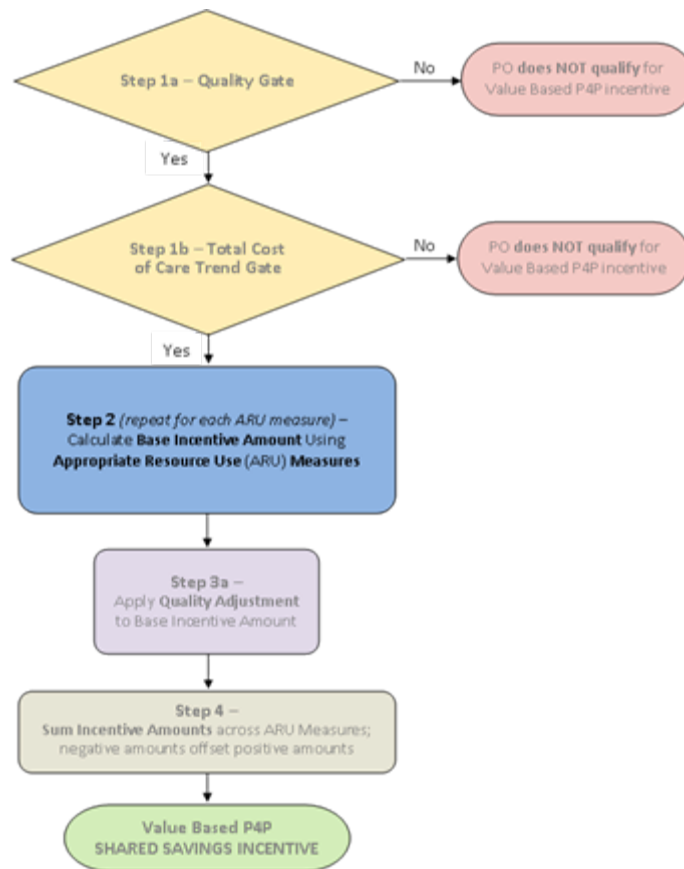 Step 1a – Quality Gate
No
PO does NOT qualify for
Value Based P4P incentive
Yes
Step 1b – Total Cost
of Care Trend Gate
No
PO does NOT qualify for
Value Based P4P incentive
Yes
Step 2 (repeat for each ARU measure) –
Calculate Base Incentive Amount Using
Appropriate Resource Use (ARU) Measures
Step 3a –
Apply Quality Adjustment
to Base Incentive Amount
Step 4 –
Sum Incentive Amounts across ARU Measures;
negative amounts offset positive amounts
Value Based P4P
SHARED SAVINGS INCENTIVE